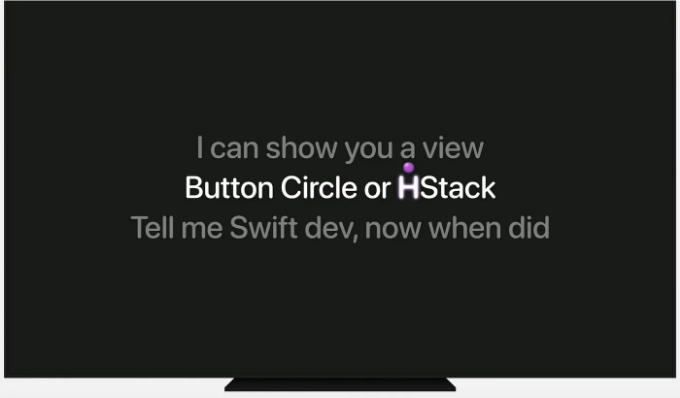 I can show you a view
Button Circle or HStack
Tell me Swift dev, now when did